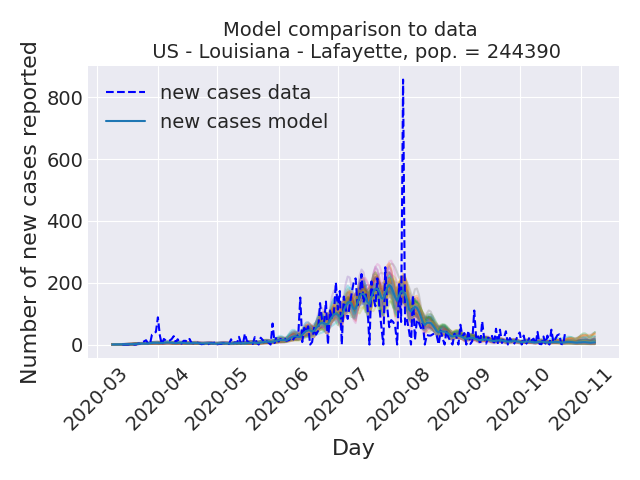 Model comparison to data
US - Louisiana - Lafayette, pop. = 244390
new cases data
new cases model
Number of new cases reported
800
600
400
200
0
2020-03
2020-04
2020-05
2020-06
2020-07
2020-08
2020-09
2020-10
2020-11
Day